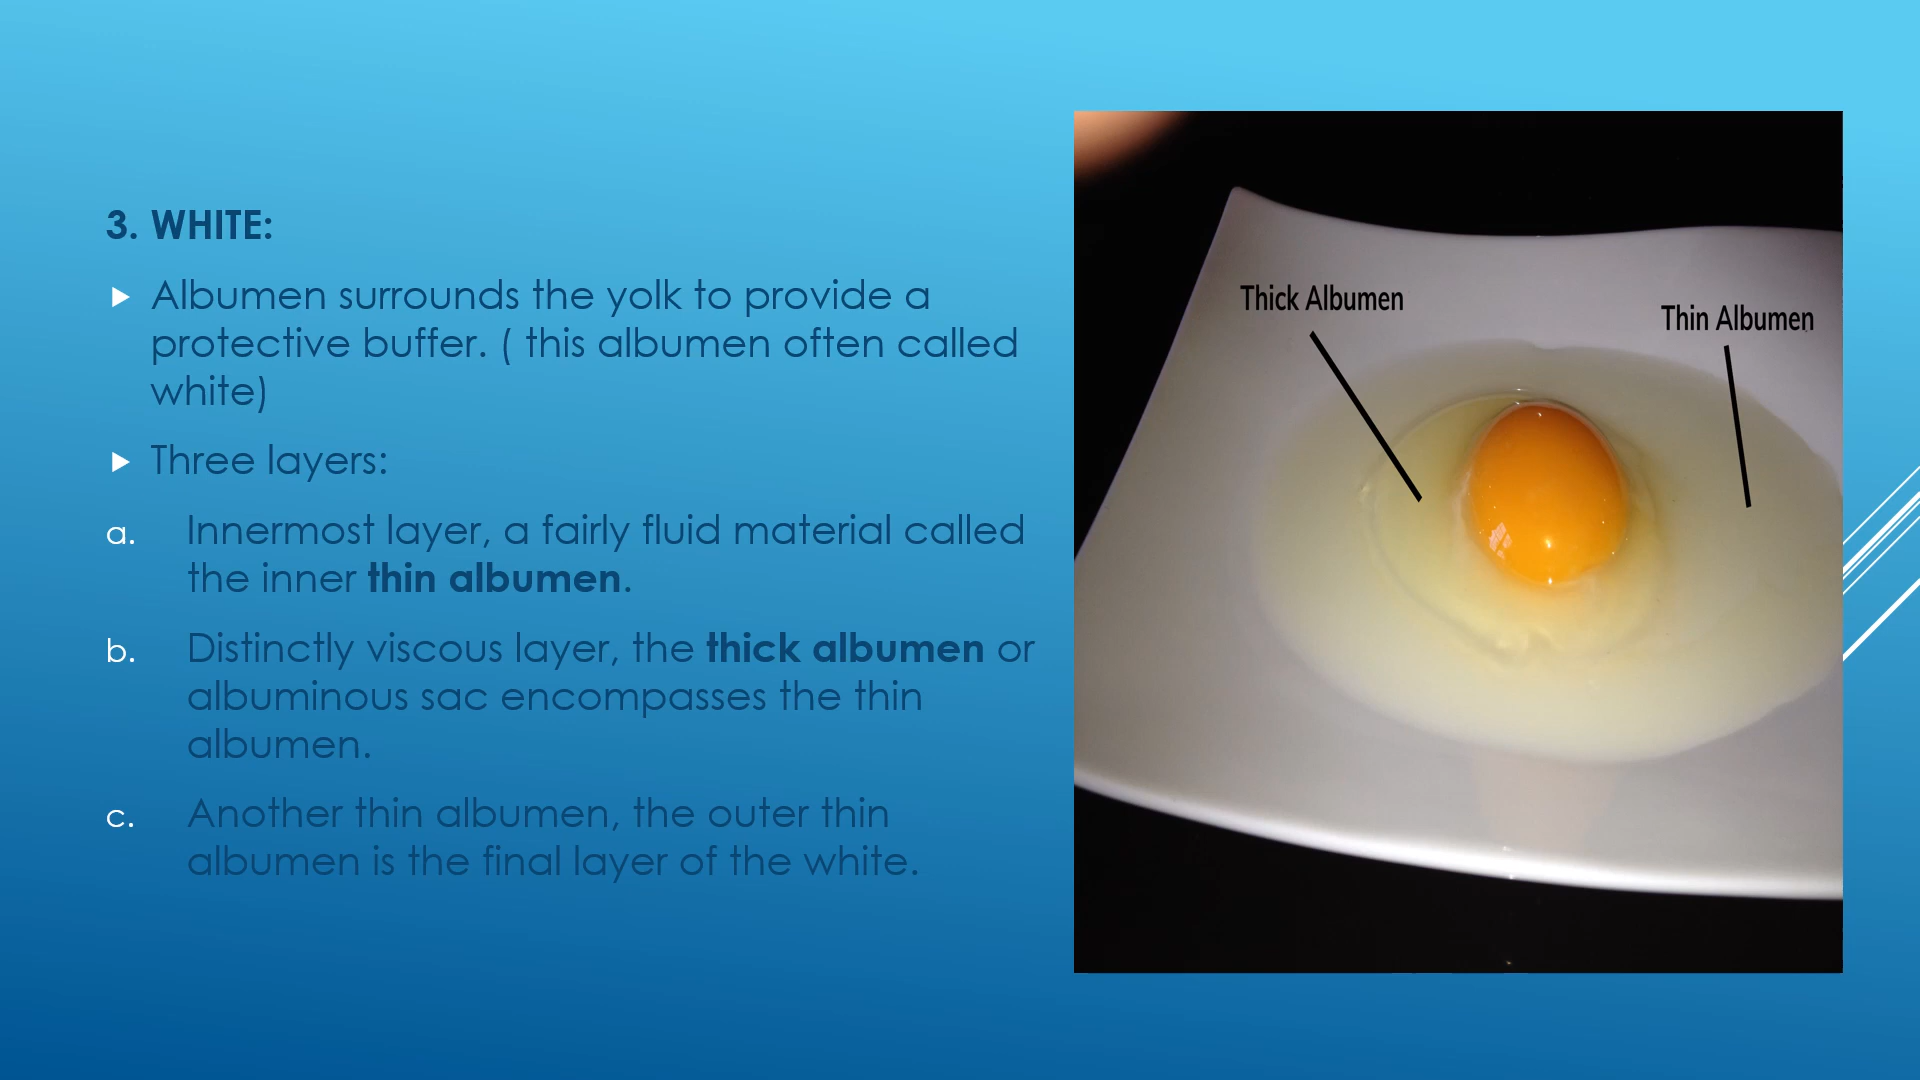 3. WHITE:
Albumen surrounds the yolk to provide a
protective buffer. ( this albumen often called
white)
Three layers:
a. Innermost layer, a fairly fluid material called
the inner thin albumen.
b. Distinctly viscous layer, the thick albumen or
albuminous sac encompasses the thin
albumen.
c. Another thin albumen, the outer thin
albumen is the final layer of the white.
Thick Albumen
Thin Albumen